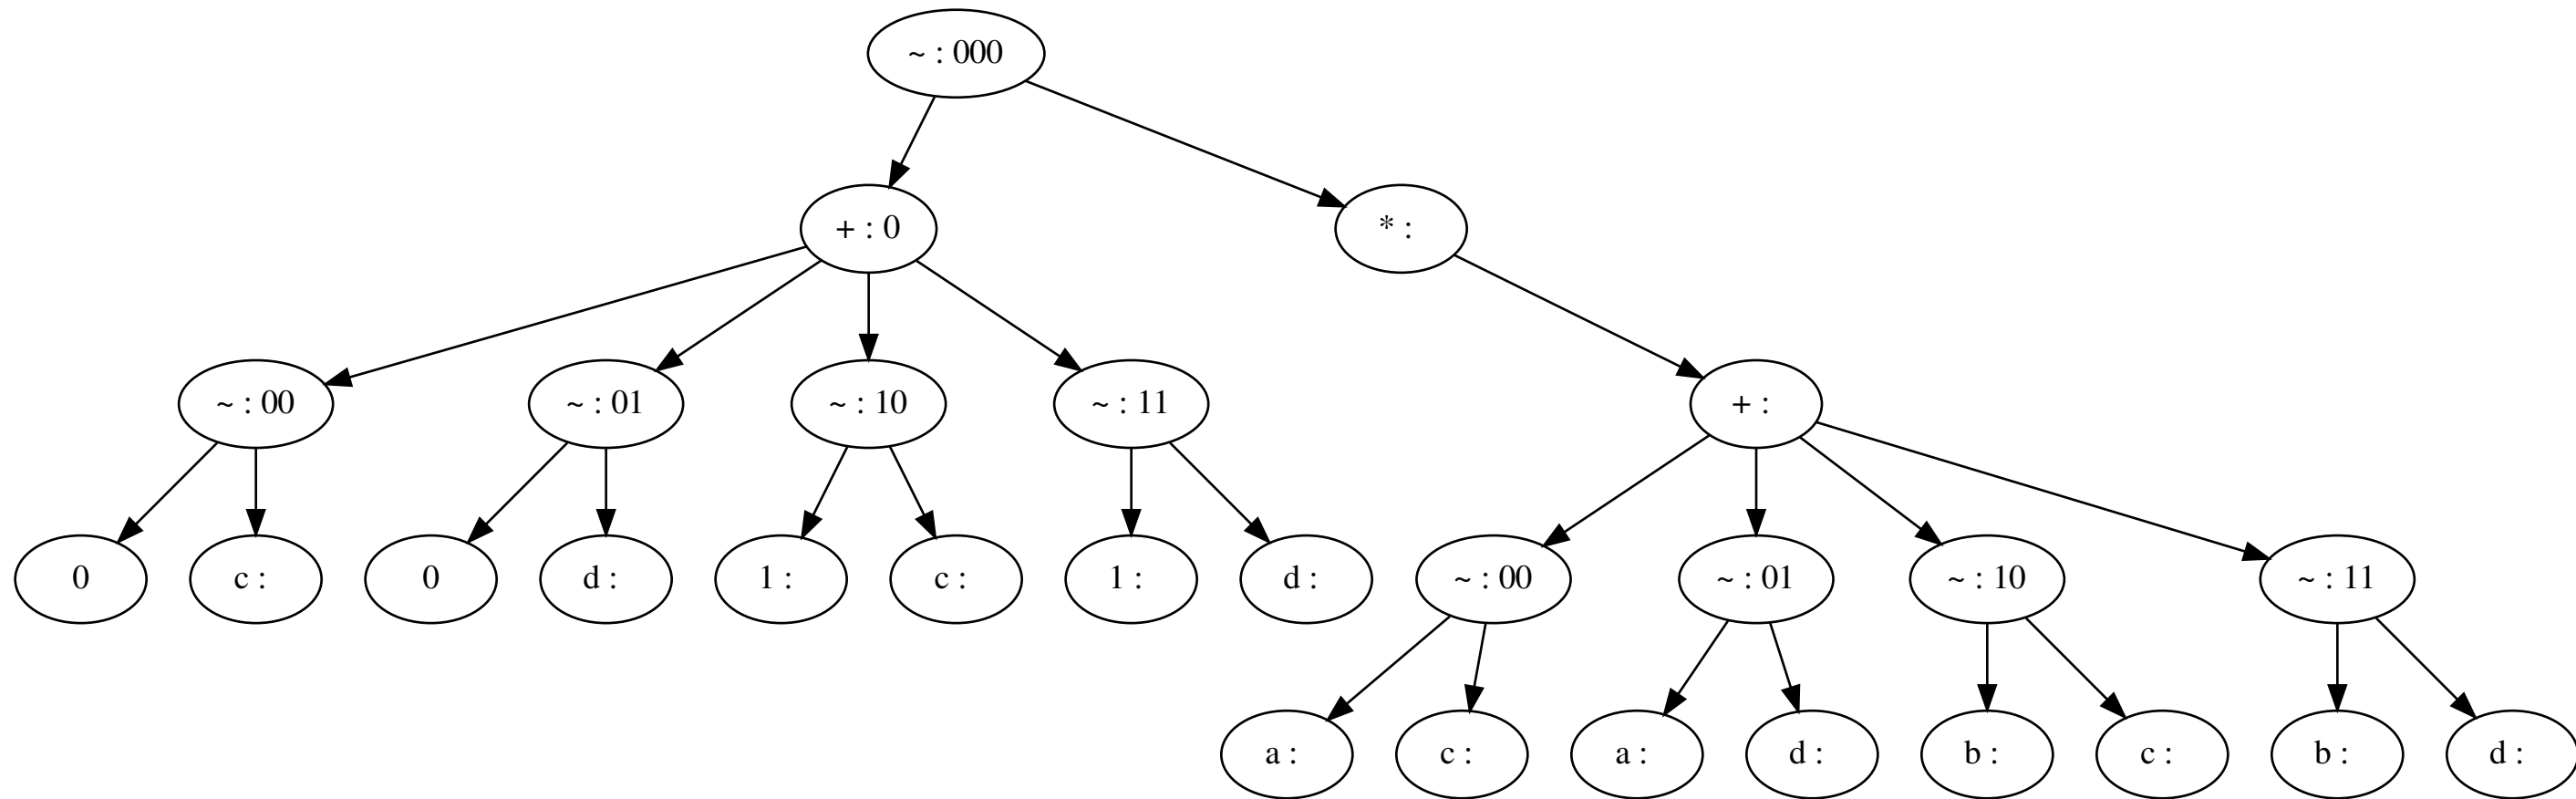 ~ : 000
+ : 0
* :
~ : 00
~ : 01
~ : 10
~ : 11
+ :
0
c :
0
d :
1 :
c :
1 :
d :
~ : 00
~ : 01
~ : 10
~ : 11
a :
c :
a :
d :
b :
c :
b :
d :